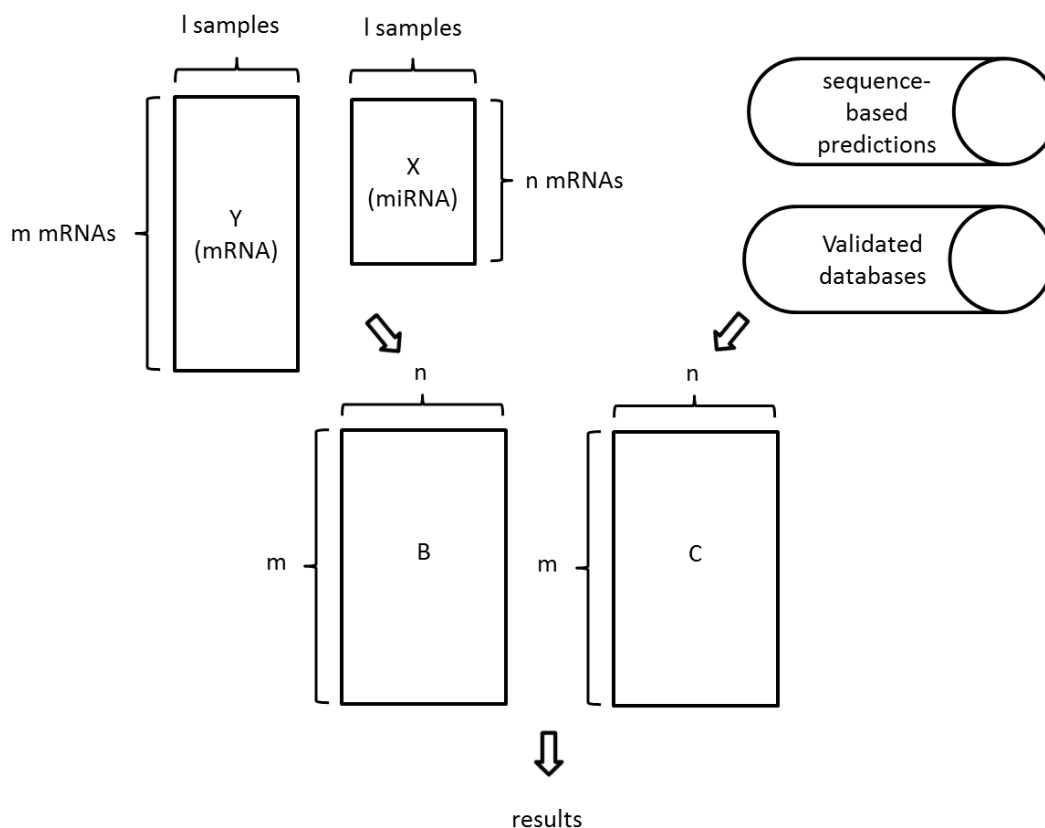 l samples
l samples
sequence-
based
predictions
m mRNAs
Y
(mRNA)
X
(miRNA)
n mRNAs
Validated
databases
n
n
m
B
m
C
results